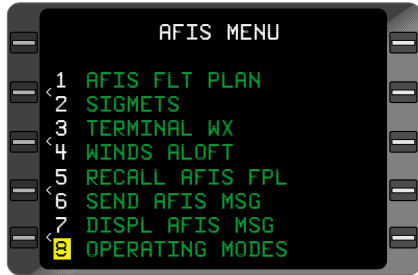 AFIS MENU
1 AFIS FLT PLAN
2 SIGMETS
3 TERMINAL WX
4 WINDS ALOFT
5 RECALL AFIS FPL
6 SEND AFIS MSG
7 DISPL AFIS MSG
8 OPERATING MODES